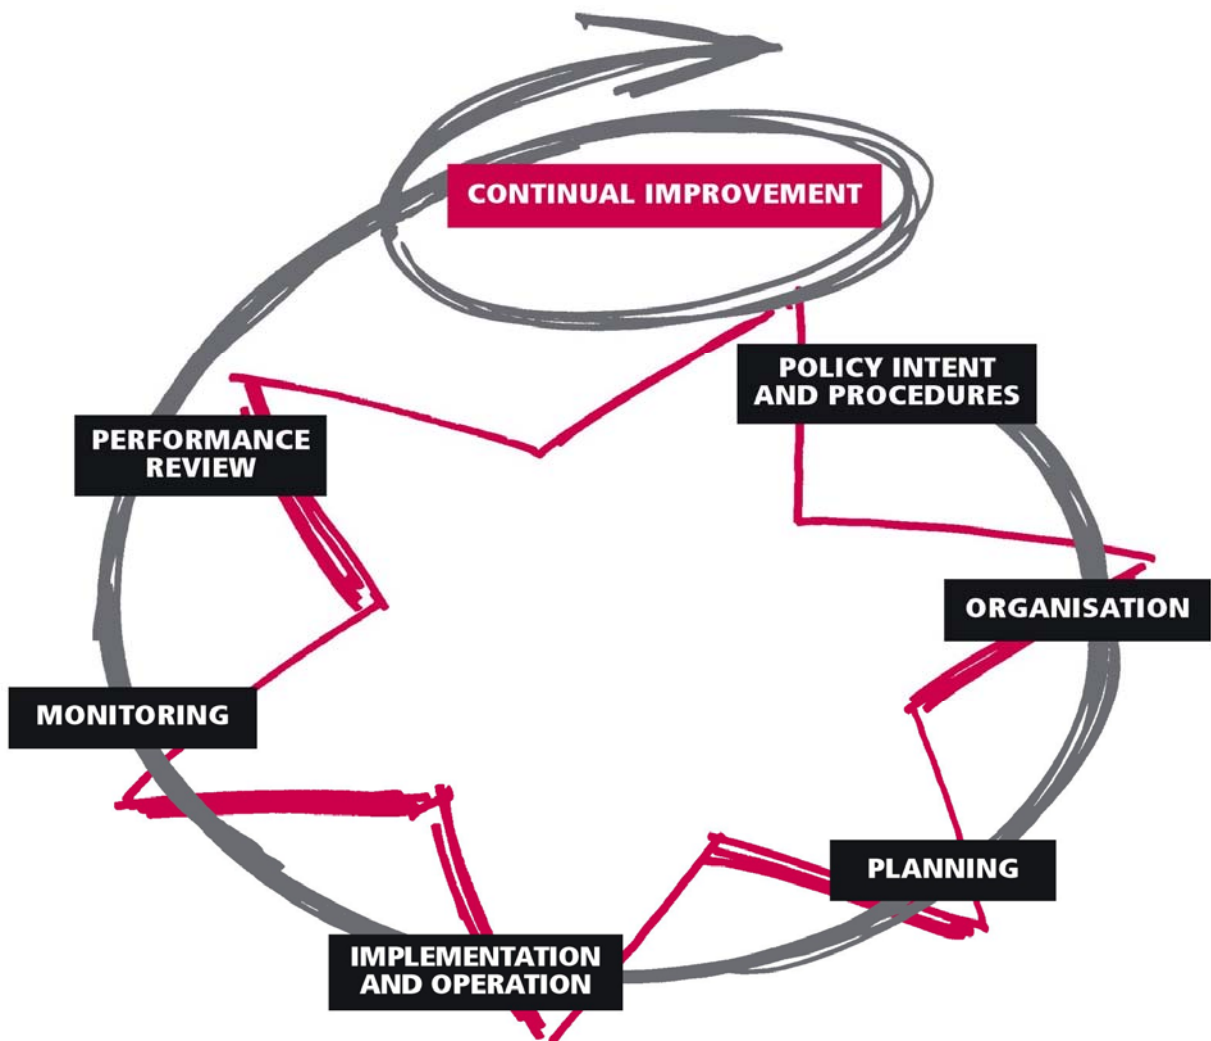 CONTINUAL IMPROVEMENT
POLICY INTENT
AND PROCEDURES
ORGANISATION
PLANNING
IMPLEMENTATION
AND OPERATION
MONITORING
PERFORMANCE
REVIEW